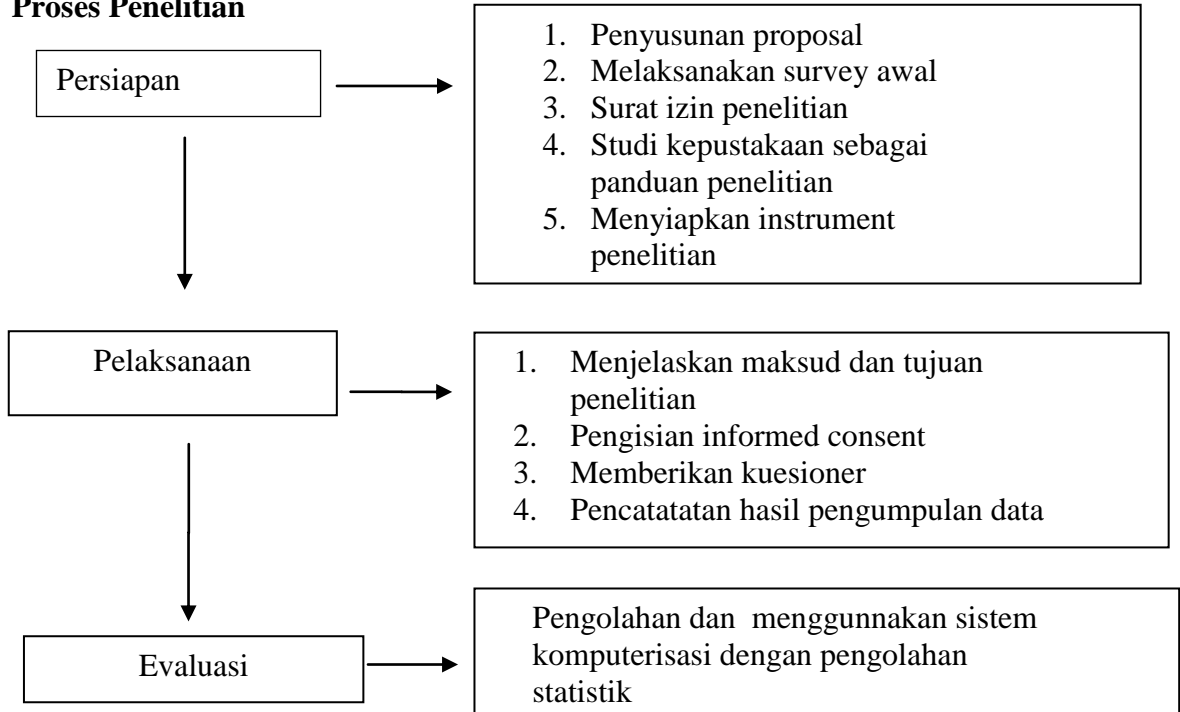 Proses Penelitian
Persiapan
1. Penyusunan proposal
2. Melaksanakan survey awal
3. Surat izin penelitian
4. Studi kepustakaan sebagai
panduan penelitian
5. Menyiapkan instrument
penelitian
Pelaksanaan
1. Menjelaskan maksud dan tujuan
penelitian
2. Pengisian informed consent
3. Memberikan kuesioner
4. Pencatatatan hasil pengumpulan data
Evaluasi
Pengolahan dan  menggunnakan sistem
komputerisasi dengan pengolahan
statistik